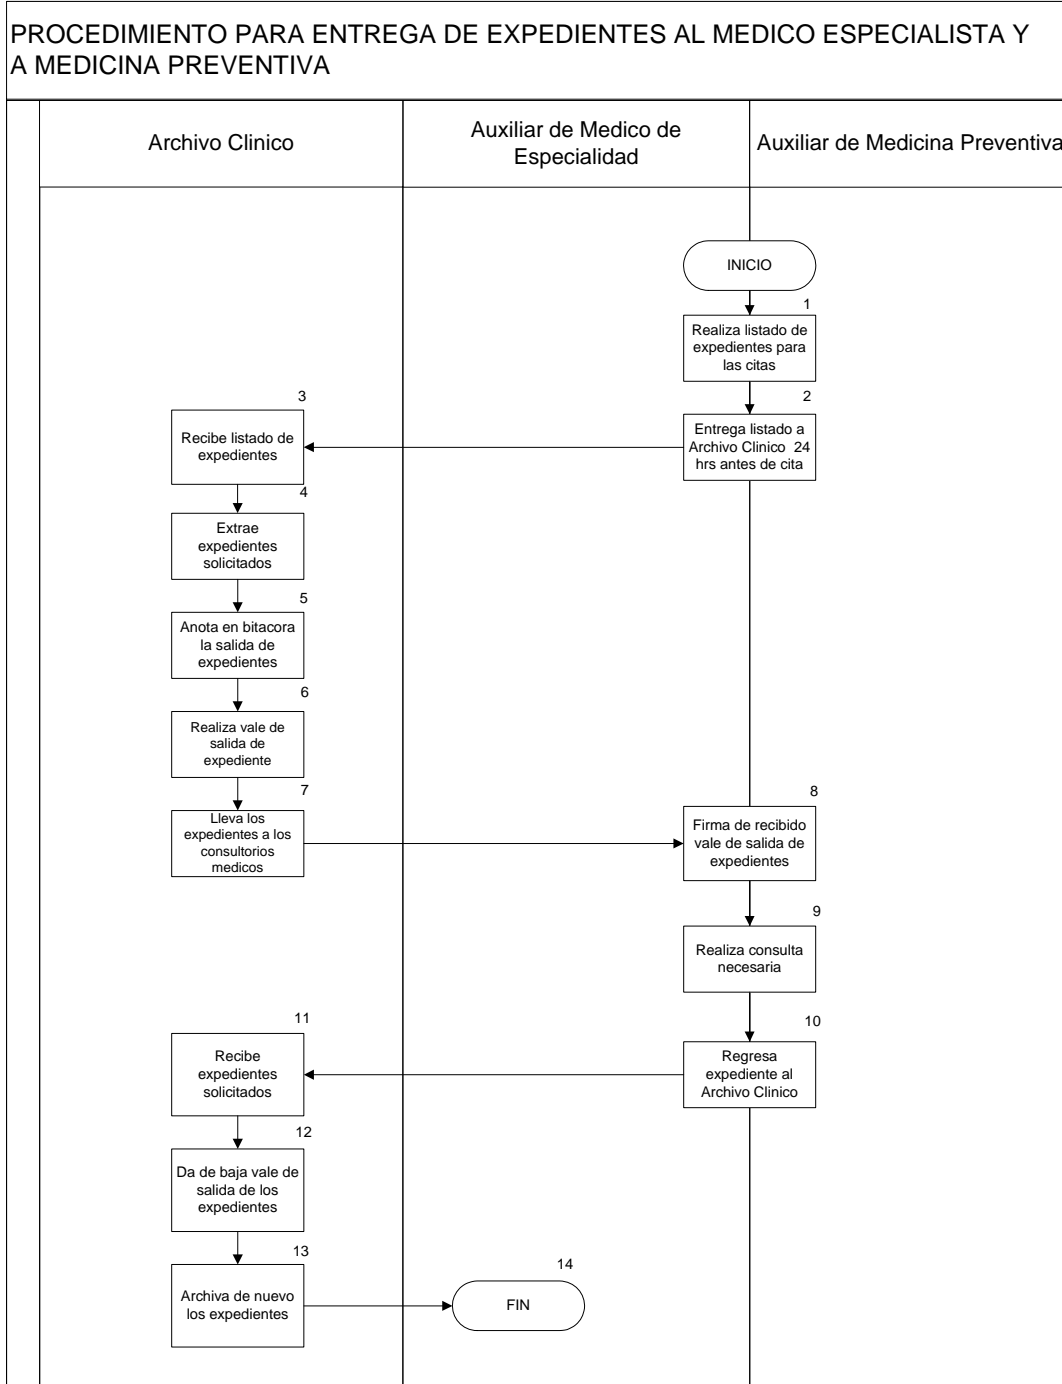 PROCEDIMIENTO PARA ENTREGA DE EXPEDIENTES AL MEDICO ESPECIALISTA Y
A MEDICINA PREVENTIVA
Archivo Clinico
Auxiliar de Medico de
Especialidad
Auxiliar de Medicina Preventiva
INICIO
1
Realiza listado de
expedientes para
las citas
2
Entrega listado a
Archivo Clinico 24
hrs antes de cita
3
Recibe listado de
expedientes
4
Extrae
expedientes
solicitados
5
Anota en bitacora
la salida de
expedientes
6
Realiza vale de
salida de
expediente
7
Lleva los
expedientes a los
consultorios
medicos
8
Firma de recibido
vale de salida de
expedientes
9
Realiza consulta
necesaria
10
Regresa
expediente al
Archivo Clinico
11
Recibe
expedientes
solicitados
12
Da de baja vale de
salida de los
expedientes
13
Archiva de nuevo
los expedientes
14
FIN